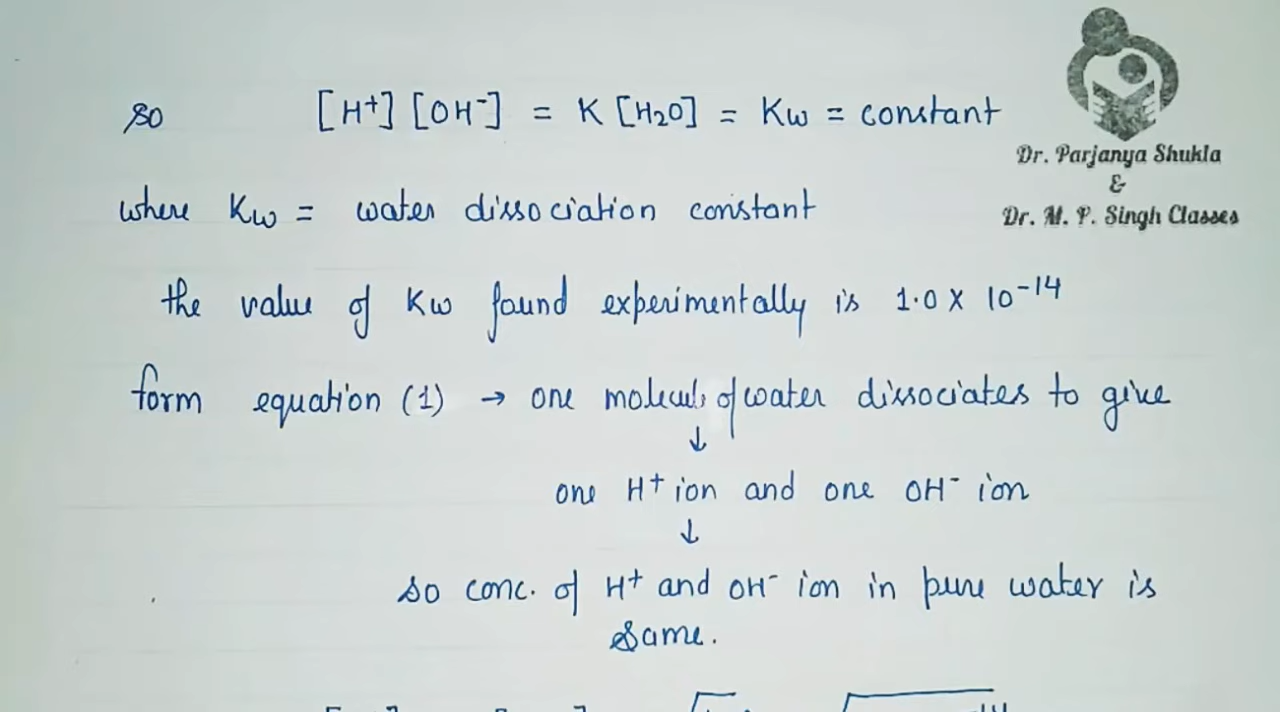 so [H+] [OH-] = K [H2O] = Kw = constant
Dr. Parjanya Shukla
&
Dr. M. P. Singh Classes
where Kw = water dissociation constant
the value of Kw found experimentally is 1.0 X 10-14
form equation (1) → one molecule of water dissociates to give
↓
one H+ ion and one OH- ion
↓
so conc. of H+ and OH- ion in pure water is
same.